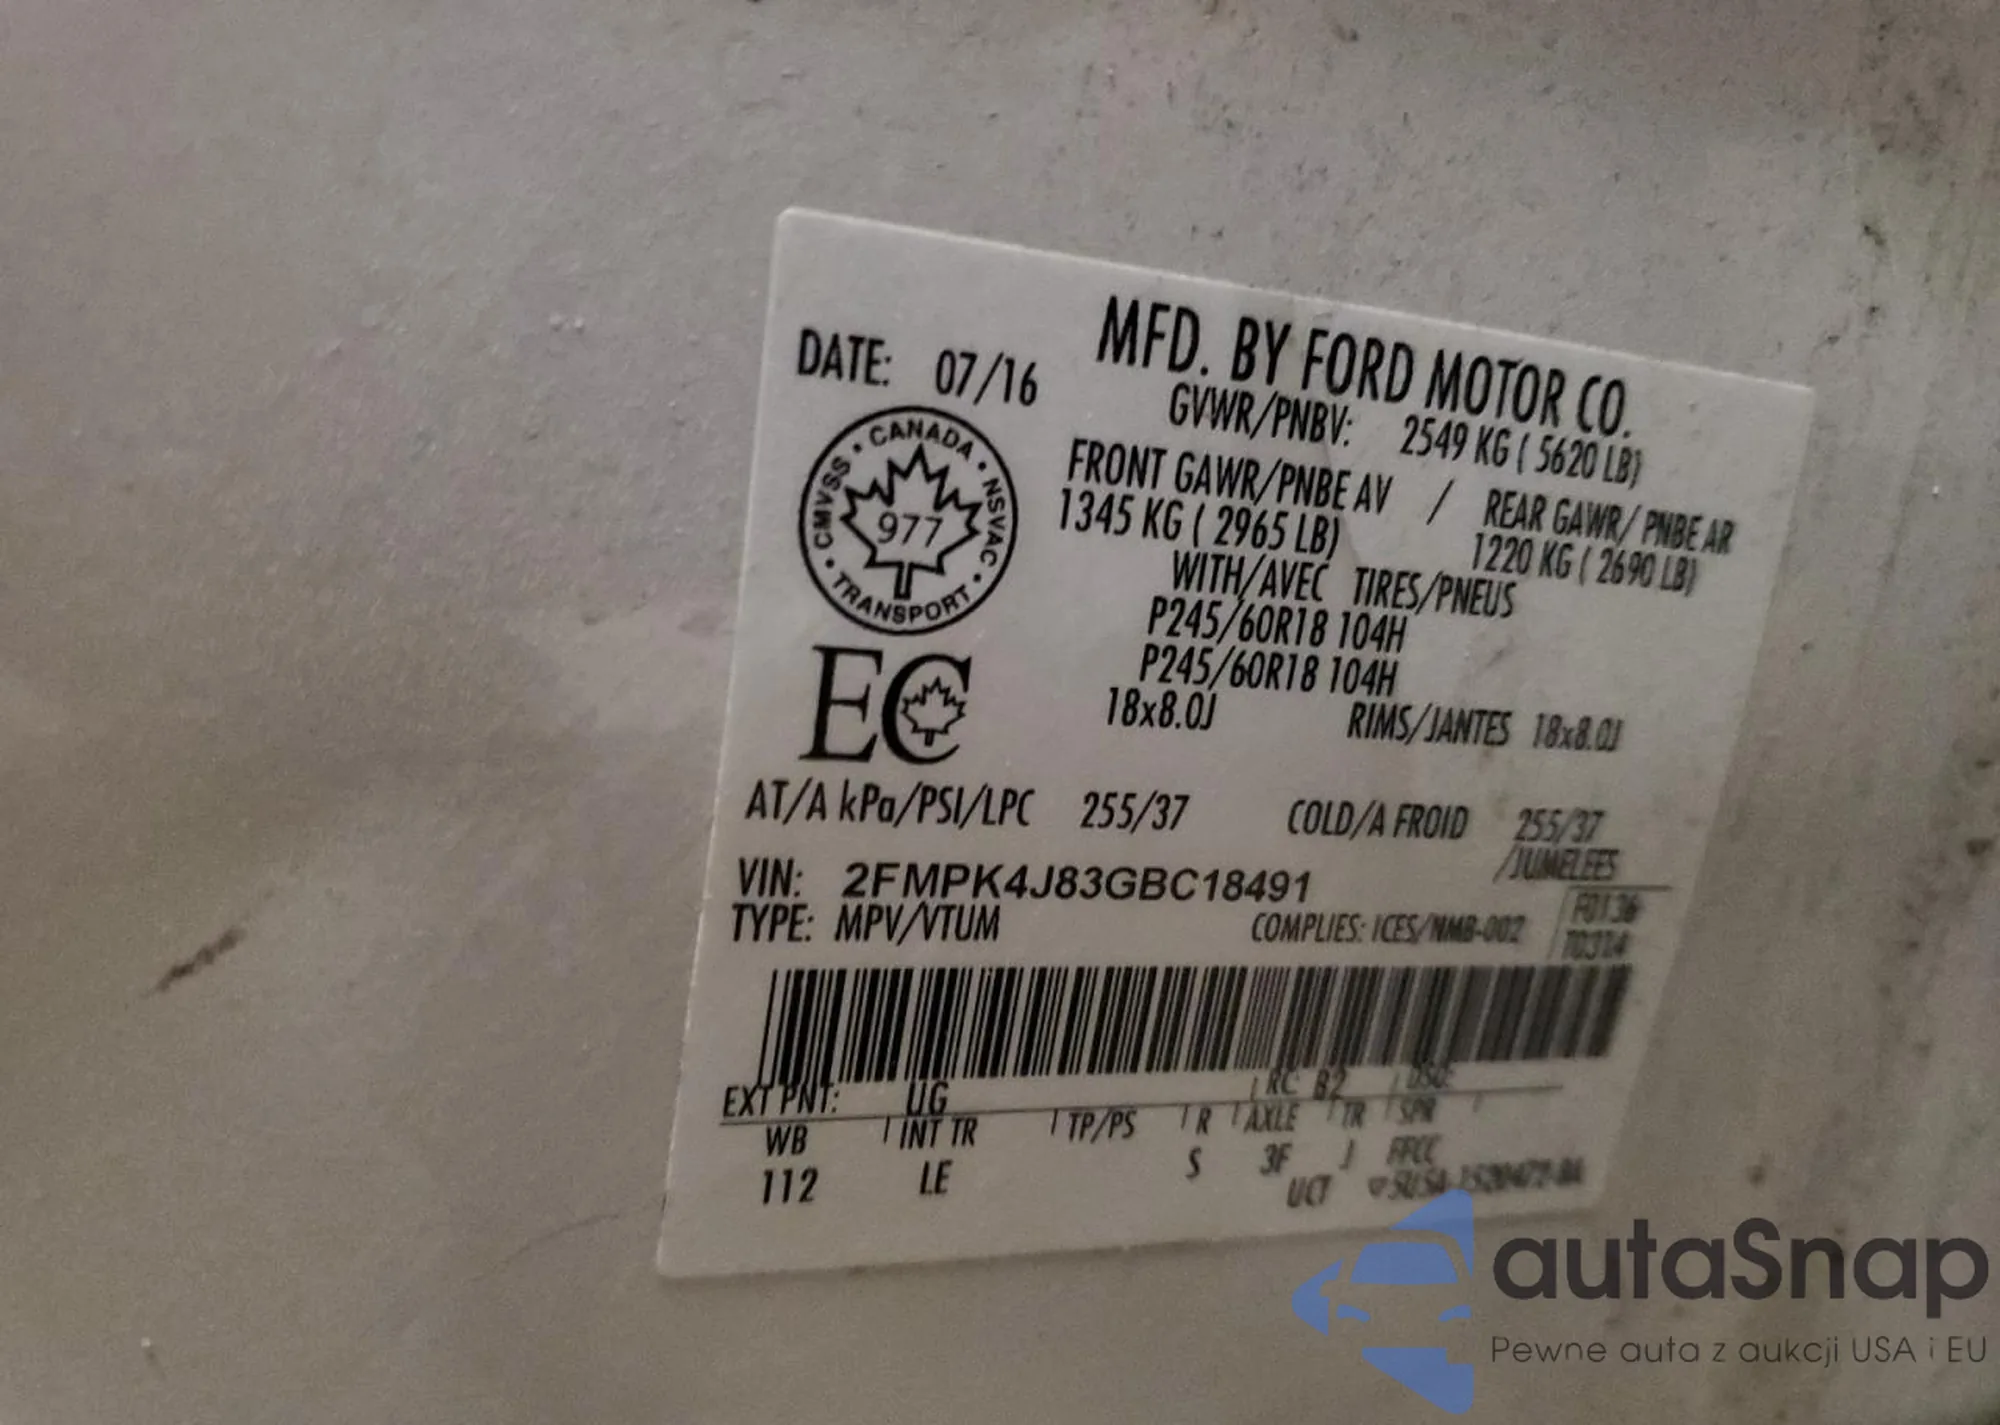 MFD. BY FORD MOTOR CO.
DATE: 07/16
GVWR/PNBV: 2549 KG ( 5620 LB)
FRONT GAWR/PNBE AV / REAR GAWR/ PNBE AR
1345 KG ( 2965 LB) 1220 KG ( 2690 LB)
WITH/AVEC TIRES/PNEUS
P245/60R18 104H
P245/60R18 104H
18x8.0J RIMS/JANTES 18x8.0J
CANADA
CMVSS NSVAC
977
TRANSPORT
EC
AT/A kPa/PSI/LPC 255/37 COLD/A FROID 255/37
/JUMELEES
VIN: 2FMPK4J83GBC18491
F0136
TYPE: MPV/VTUM COMPLIES: ICES/NMB-002
T0324
EXT PNT: UG RC: B2 DSO:
WB INT TR TP/PS R AXLE TR SPR
112 LE S 3F J FFCC
UCT
autaSnap
Pewne auta z aukcji USA i EU